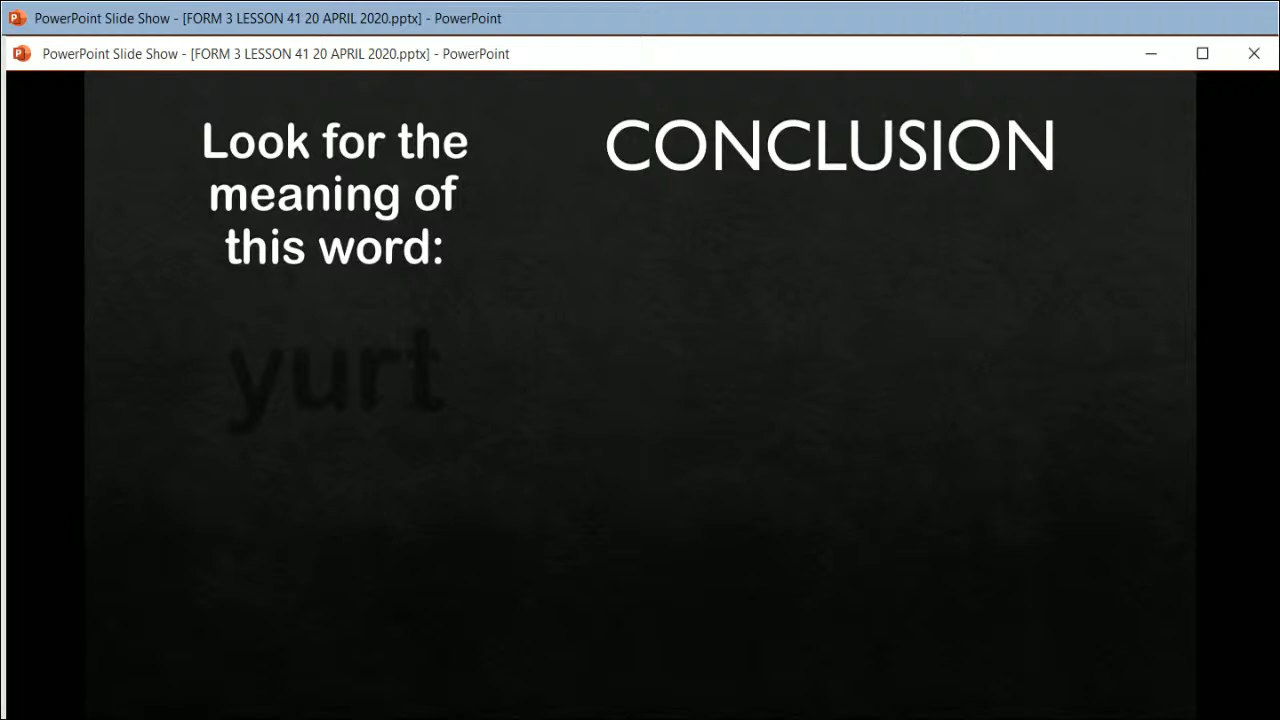 PowerPoint Slide Show - [FORM 3 LESSON 41 20 APRIL 2020.pptx] - PowerPoint
PowerPoint Slide Show - [FORM 3 LESSON 41 20 APRIL 2020.pptx] - PowerPoint
Look for the
meaning of
this word:
yurt
CONCLUSION